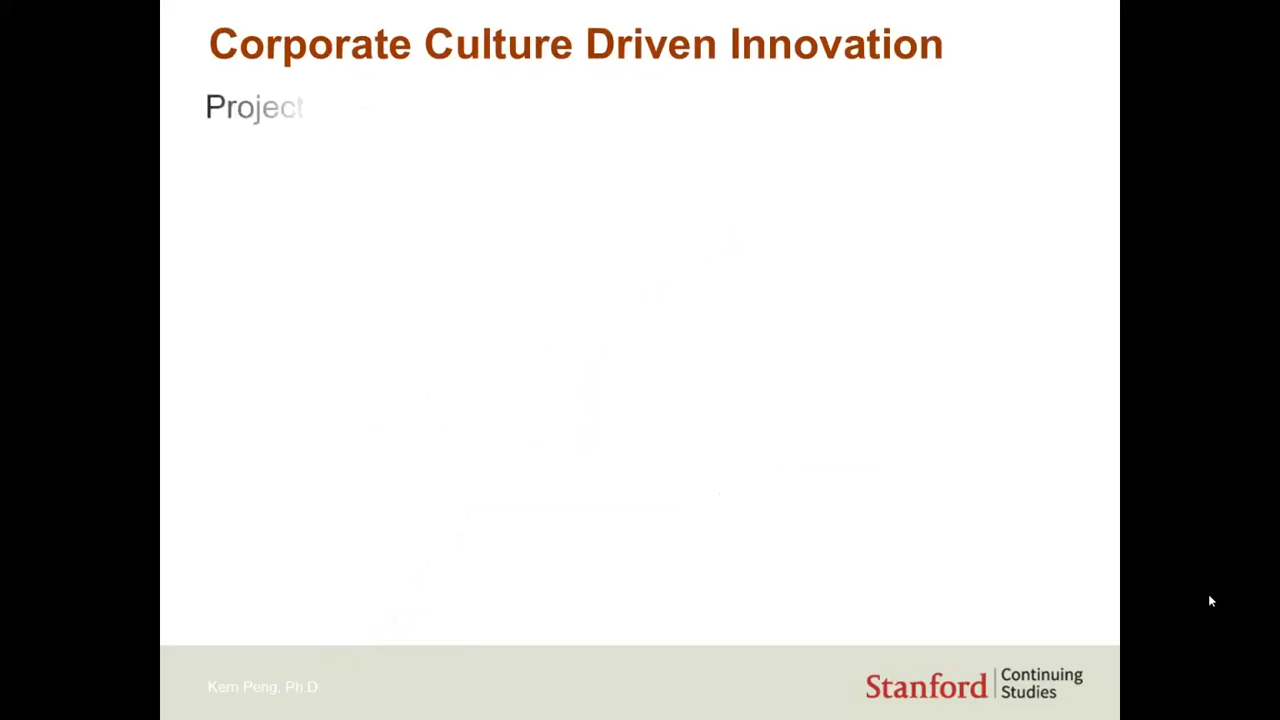 Corporate Culture Driven Innovation
Project
Kem Peng, Ph.D.
Stanford
Continuing
Studies